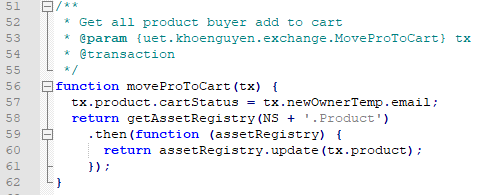 51 /**
52  * Get all product buyer add to cart
53  * @param {uet.khoenguyen.exchange.MoveProToCart} tx
54  * @transaction
55  */
56 function moveProToCart(tx) {
57   tx.product.cartStatus = tx.newOwnerTemp.email;
58   return getAssetRegistry(NS + '.Product')
59     .then(function (assetRegistry) {
60       return assetRegistry.update(tx.product);
61     });
62 }